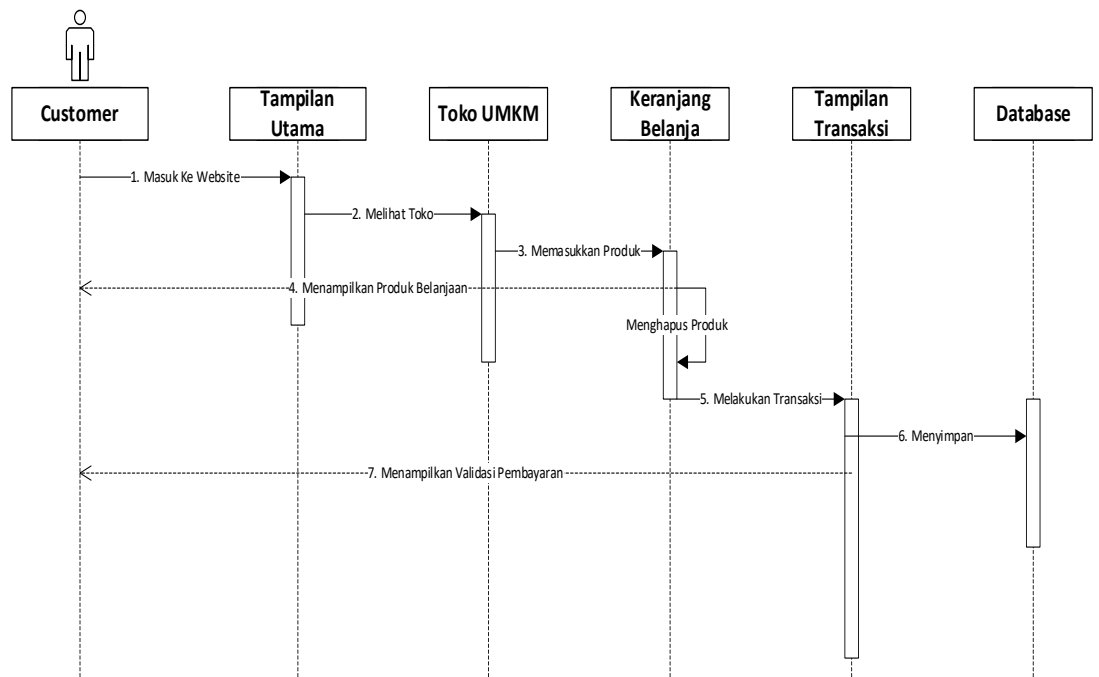 Customer
Tampilan
Utama
Toko UMKM
Keranjang
Belanja
Tampilan
Transaksi
Database
1. Masuk Ke Website
2. Melihat Toko
3. Memasukkan Produk
4. Menampilkan Produk Belanjaan
Menghapus Produk
5. Melakukan Transaksi
6. Menyimpan
7. Menampilkan Validasi Pembayaran